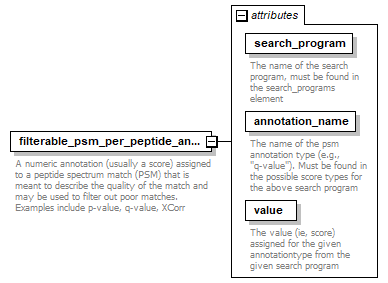 attributes
search_program
The name of the search
program, must be found in
the search_programs
element
annotation_name
The name of the psm
annotation type (e.g.,
"q-value"). Must be found in
the possible score types for
the above search program
filterable_psm_per_peptide_an...
A numeric annotation (usually a score) assigned
to a peptide spectrum match (PSM) that is
meant to describe the quality of the match and
may be used to filter out poor matches.
Examples include p-value, q-value, XCorr
value
The value (ie, score)
assigned for the given
annotationtype from the
given search program